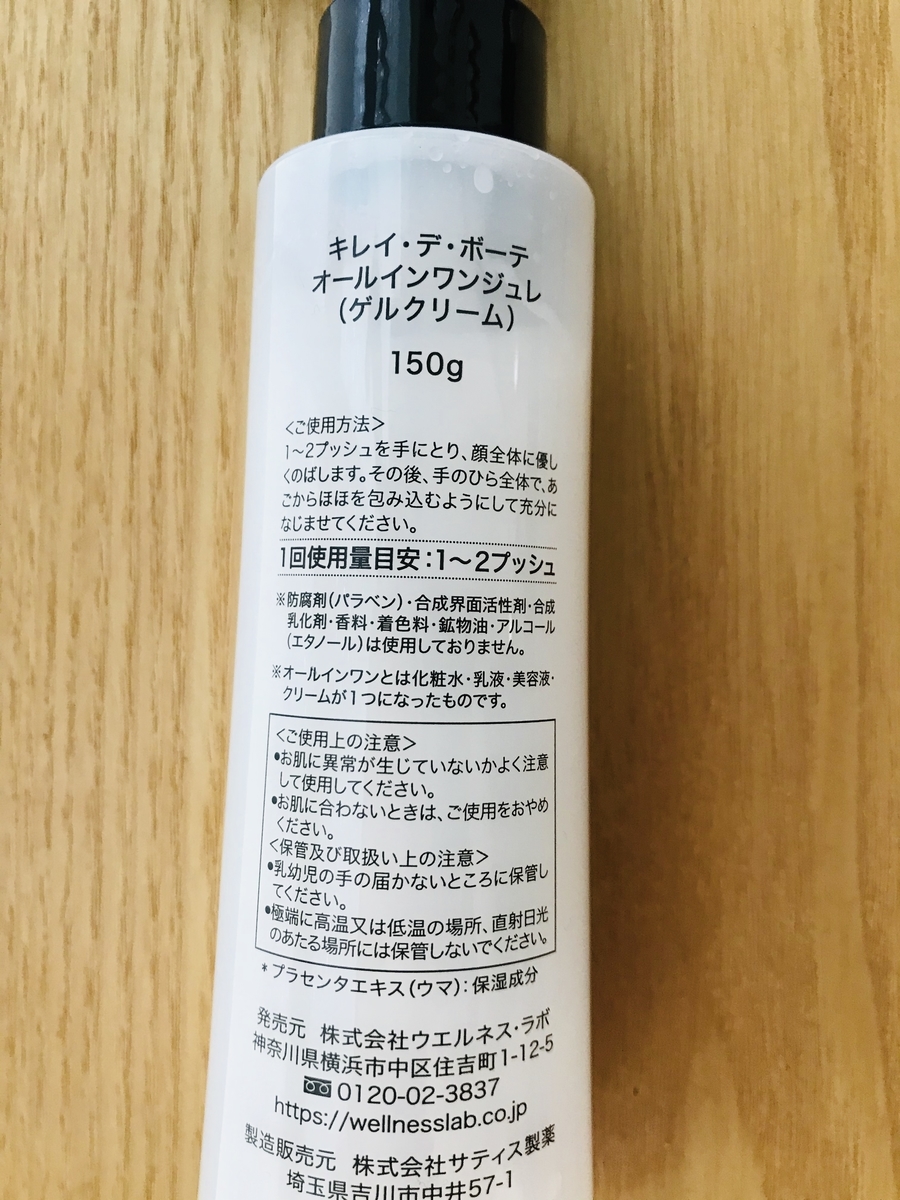 キレイ・デ・ボーテ
オールインワンジュレ
(ゲルクリーム)
150g
<ご使用方法>
1〜2プッシュを手にとり、顔全体に優し
くのばします。その後、手のひら全体で、あ
ごからほほを包み込むようにして充分に
なじませてください。
1回使用量目安:1〜2プッシュ
※防腐剤(パラベン)・合成界面活性剤・合成
乳化剤・香料・着色料・鉱物油・アルコール
(エタノール)は使用しておりません。
※オールインワンとは化粧水・乳液・美容液・
クリームが1つになったものです。
<ご使用上の注意>
●お肌に異常が生じていないかよく注意
して使用してください。
●お肌に合わないときは、ご使用をおやめ
ください。
<保管及び取扱い上の注意>
●乳幼児の手の届かないところに保管し
てください。
●極端に高温又は低温の場所、直射日光
のあたる場所には保管しないでください。
*プラセンタエキス(ウマ):保湿成分
発売元 株式会社ウエルネス・ラボ
神奈川県横浜市中区住吉町1-12-5
0120-02-3837
https://wellnesslab.co.jp
製造販売元 株式会社サティス製薬
埼玉県吉川市中井57-1